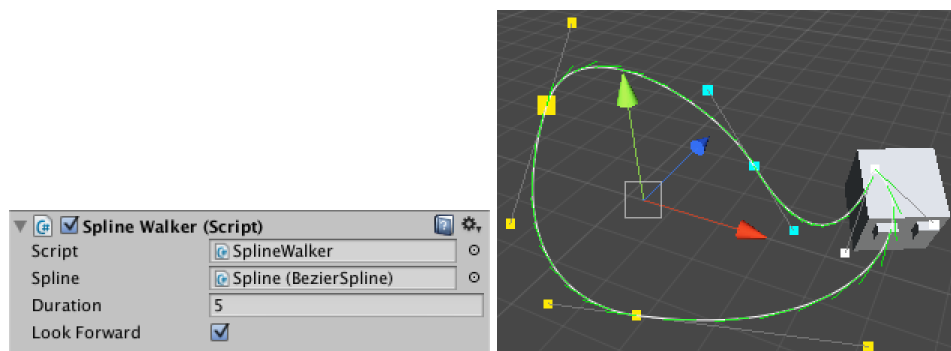 Spline Walker (Script)
Script SplineWalker
Spline Spline (BezierSpline)
Duration 5
Look Forward